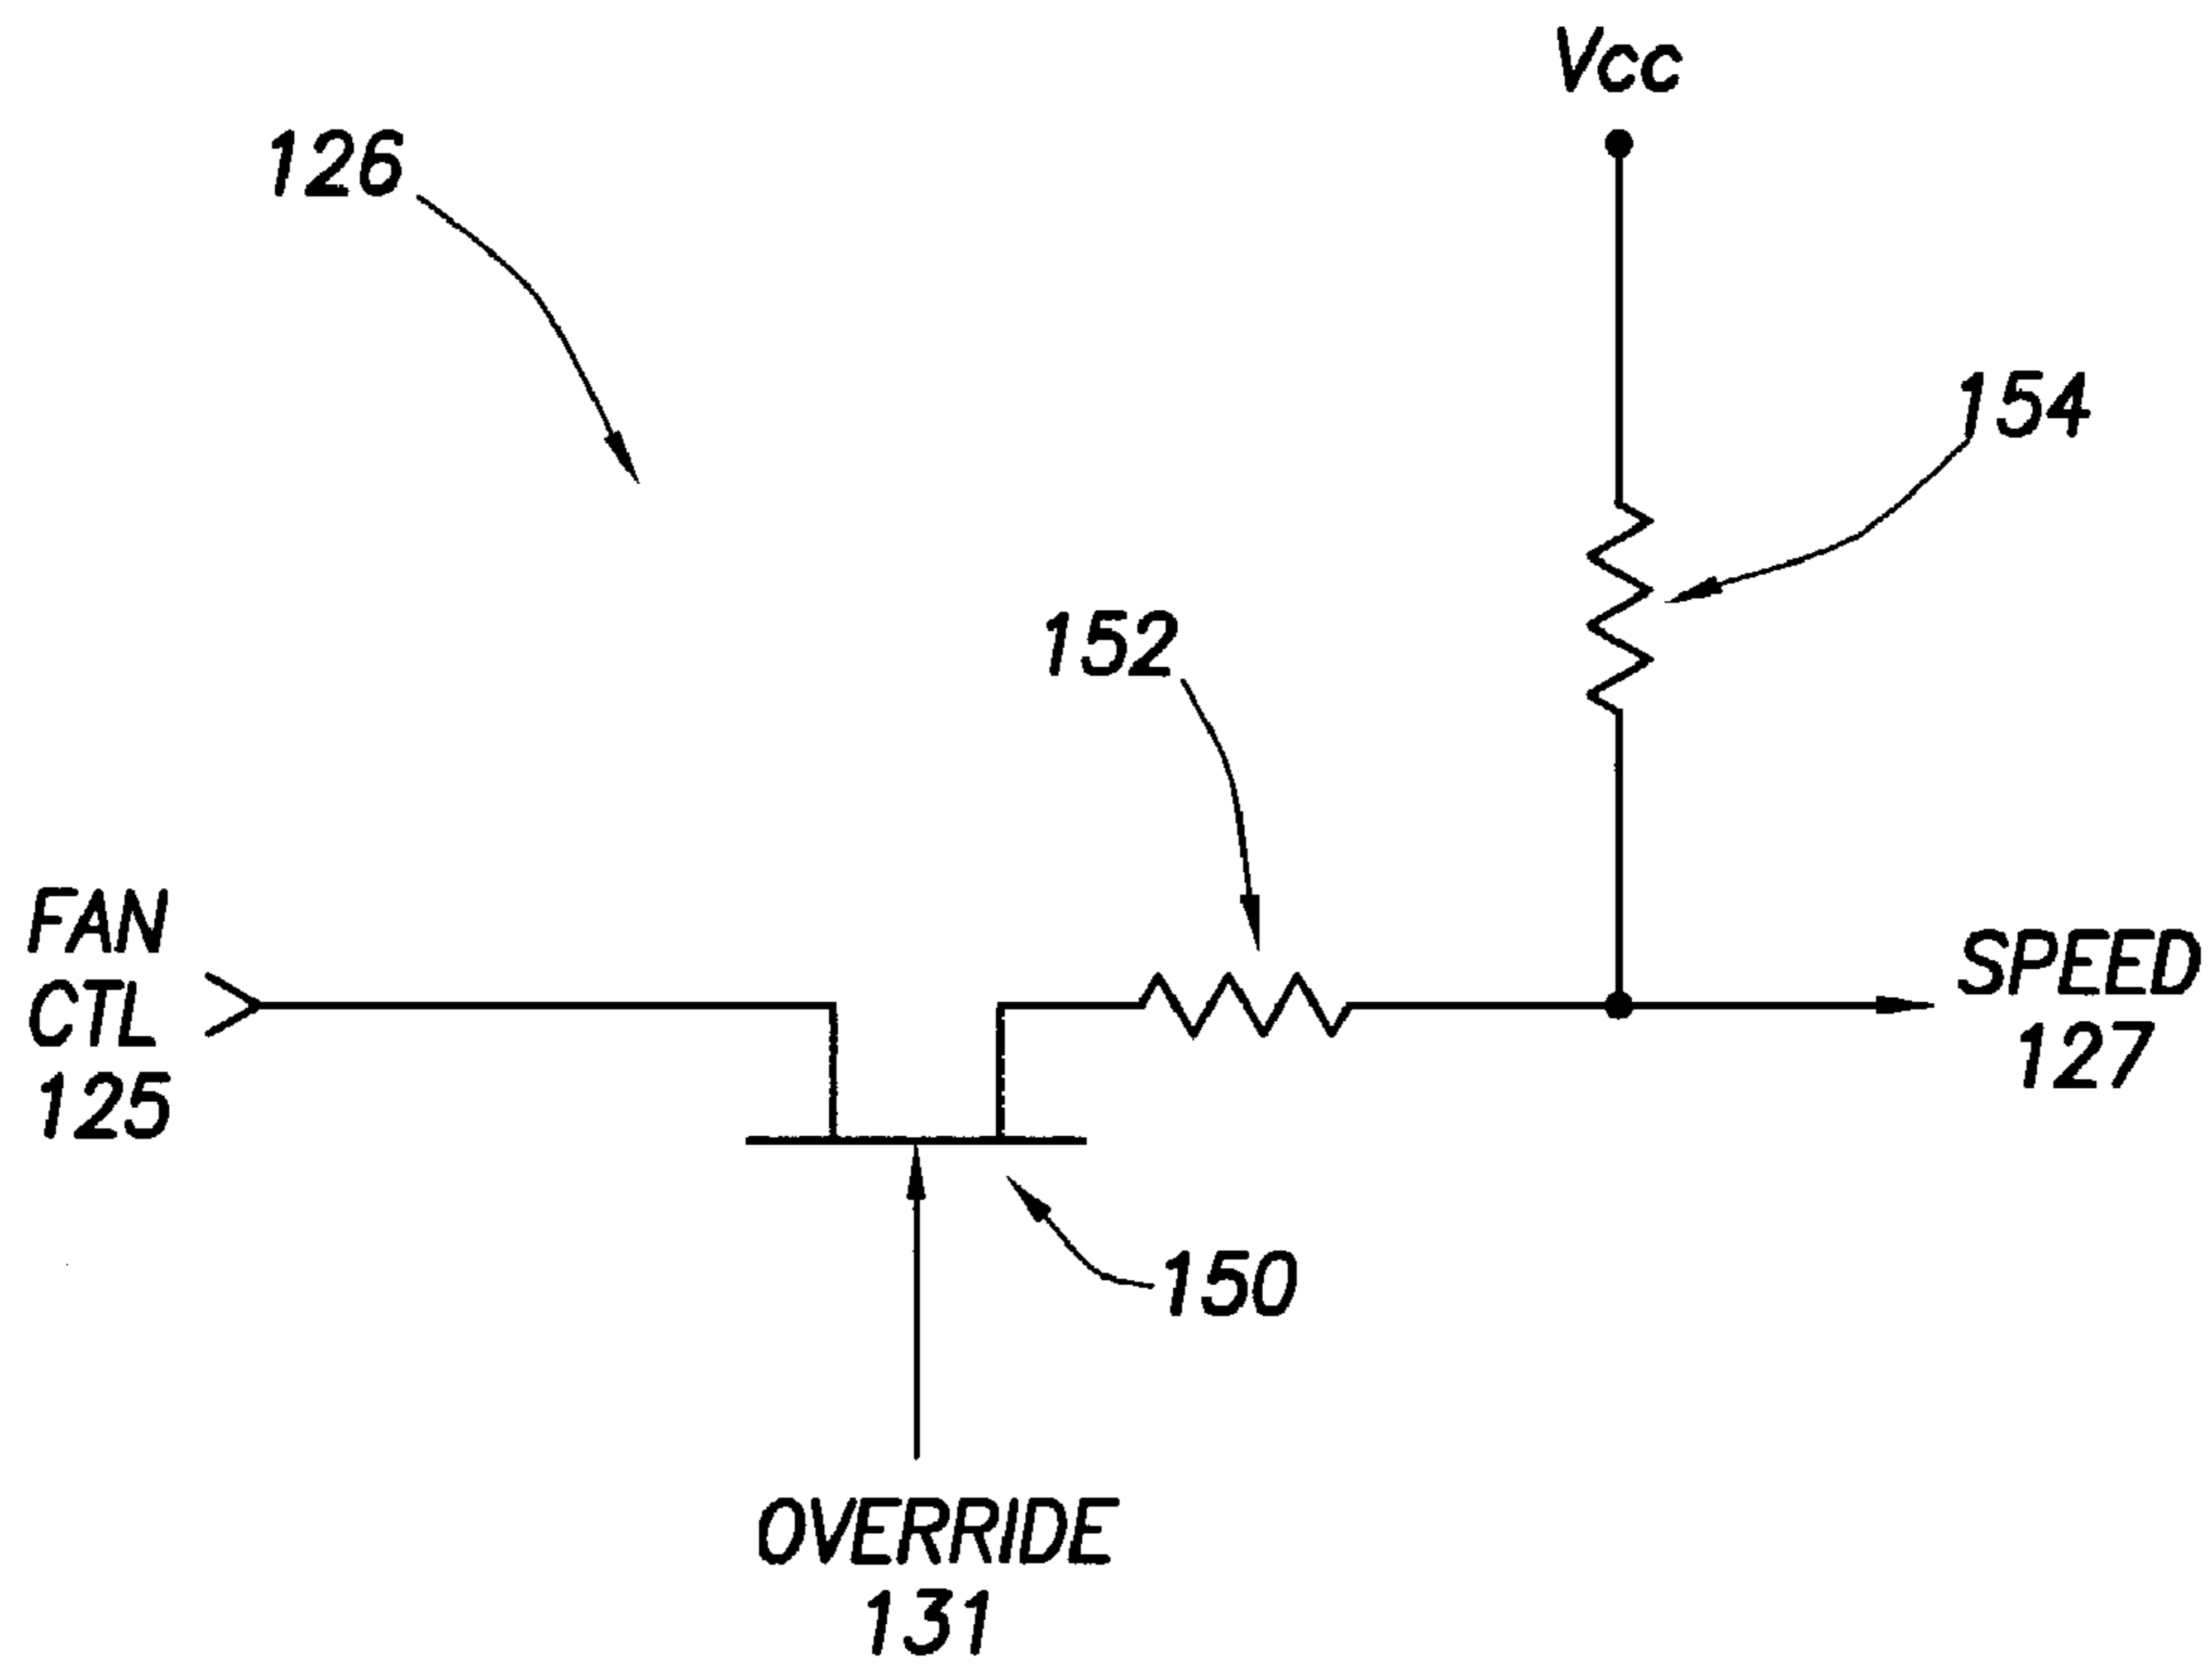 Vcc
126
154
152
FAN
CTL
125
SPEED
127
150
OVERRIDE
131